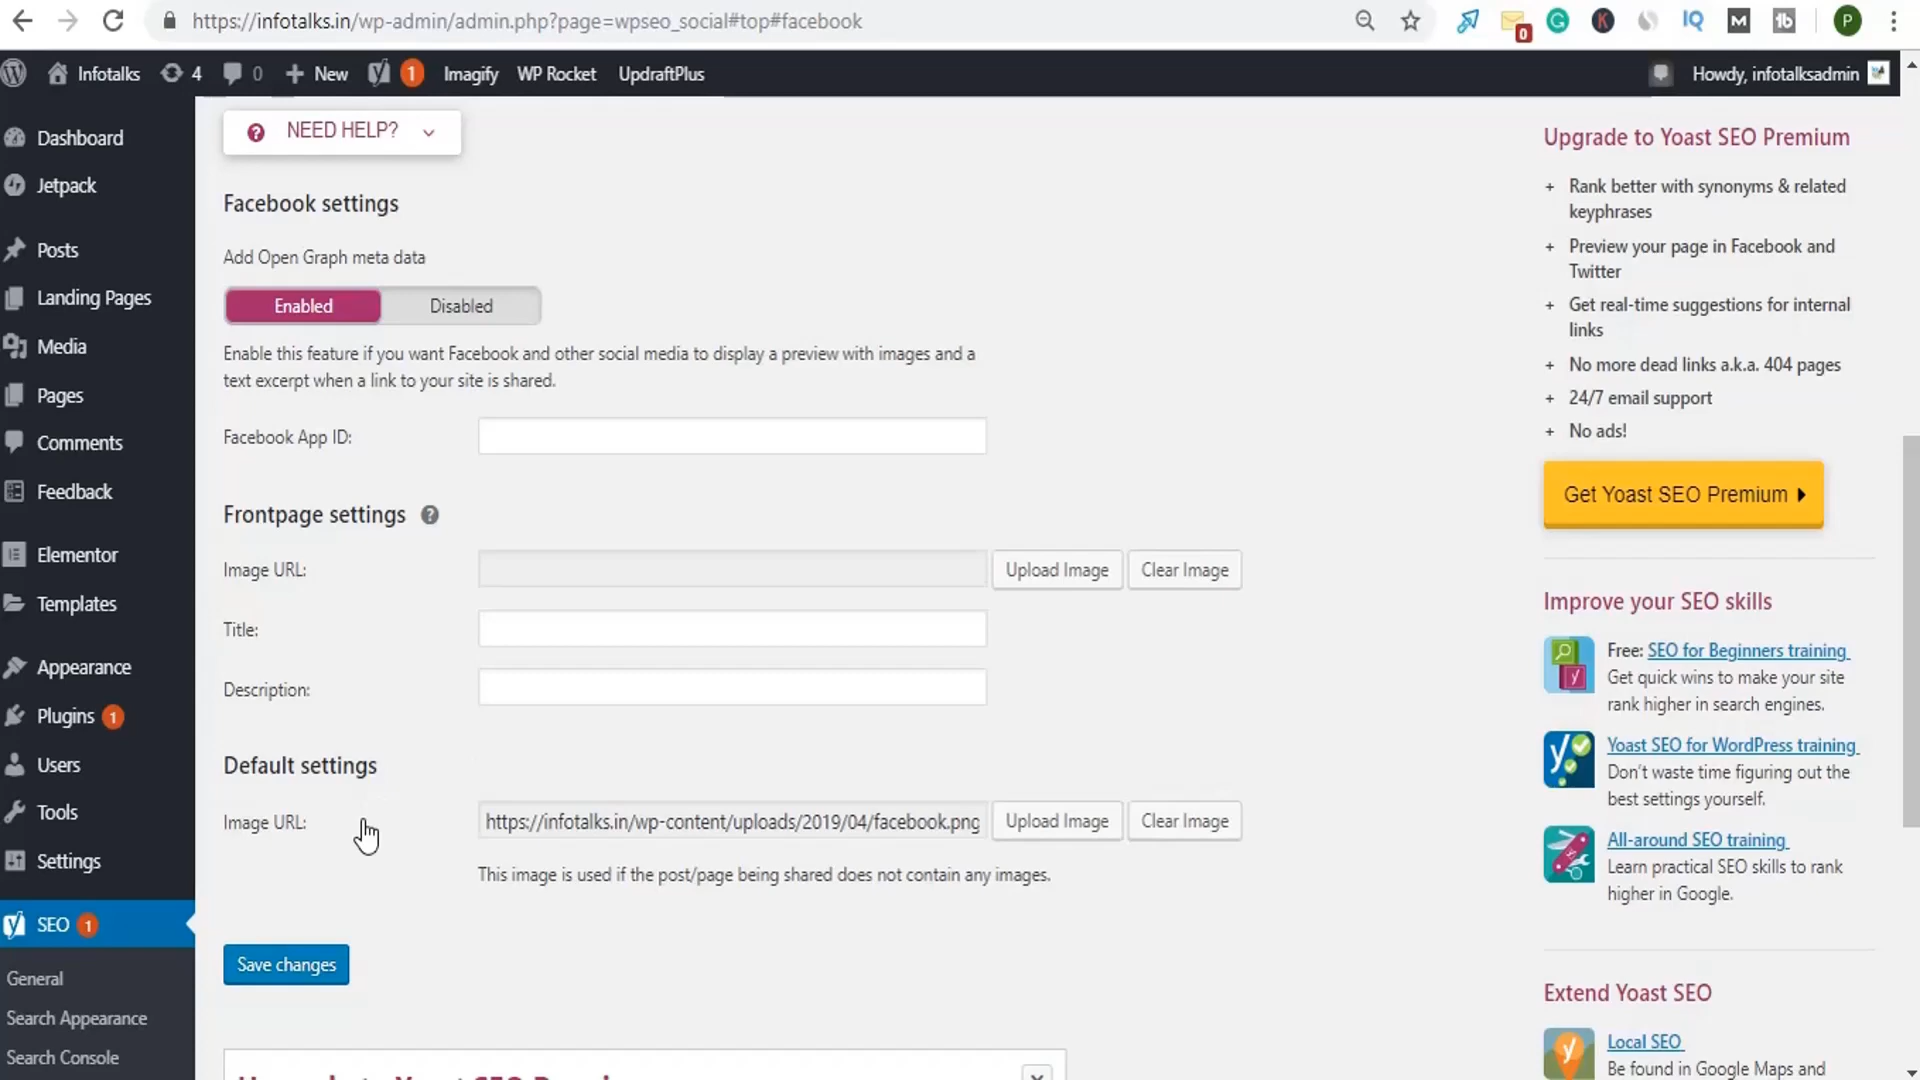 https://infotalks.in/wp-admin/admin.php?page=wpseo_social#top#facebook
0
G
K
IQ
M
tb
P
Infotalks
4
0
New
1
Imagify
WP Rocket
UpdraftPlus
Howdy, infotalksadmin
Dashboard
Jetpack
Posts
Landing Pages
Media
Pages
Comments
Feedback
Elementor
Templates
Appearance
Plugins 1
Users
Tools
Settings
SEO 1
General
Search Appearance
Search Console
NEED HELP?
Facebook settings
Add Open Graph meta data
Enabled
Disabled
Enable this feature if you want Facebook and other social media to display a preview with images and a
text excerpt when a link to your site is shared.
Facebook App ID:
Frontpage settings
Image URL:
Upload Image
Clear Image
Title:
Description:
Default settings
Image URL:
https://infotalks.in/wp-content/uploads/2019/04/facebook.png
Upload Image
Clear Image
This image is used if the post/page being shared does not contain any images.
Save changes
Upgrade to Yoast SEO Premium
+ Rank better with synonyms & related
keyphrases
+ Preview your page in Facebook and
Twitter
+ Get real-time suggestions for internal
links
+ No more dead links a.k.a. 404 pages
+ 24/7 email support
+ No ads!
Get Yoast SEO Premium
Improve your SEO skills
Free: SEO for Beginners training
Get quick wins to make your site
rank higher in search engines.
Yoast SEO for WordPress training
Don't waste time figuring out the
best settings yourself.
All-around SEO training
Learn practical SEO skills to rank
higher in Google.
Extend Yoast SEO
Local SEO
Be found in Google Maps and